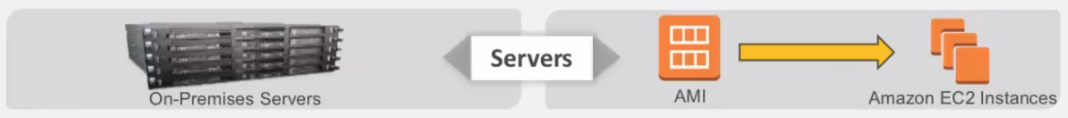 Servers
On-Premises Servers
AMI
Amazon EC2 Instances